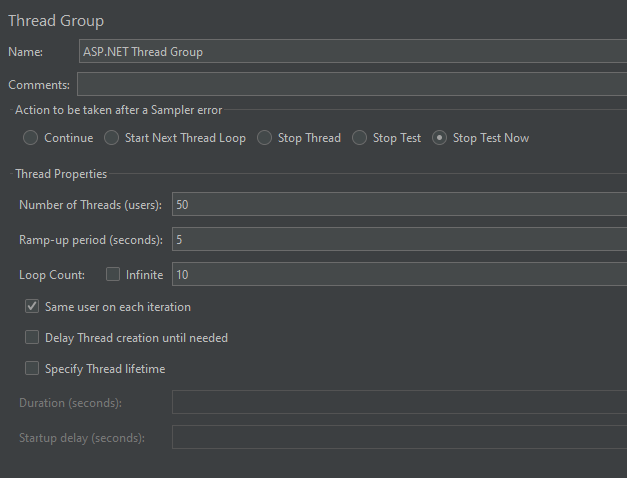 Thread Group
Name: ASP.NET Thread Group
Comments:
Action to be taken after a Sampler error
Continue Start Next Thread Loop Stop Thread Stop Test Stop Test Now
Thread Properties
Number of Threads (users): 50
Ramp-up period (seconds): 5
Loop Count: Infinite 10
Same user on each iteration
Delay Thread creation until needed
Specify Thread lifetime
Duration (seconds):
Startup delay (seconds):